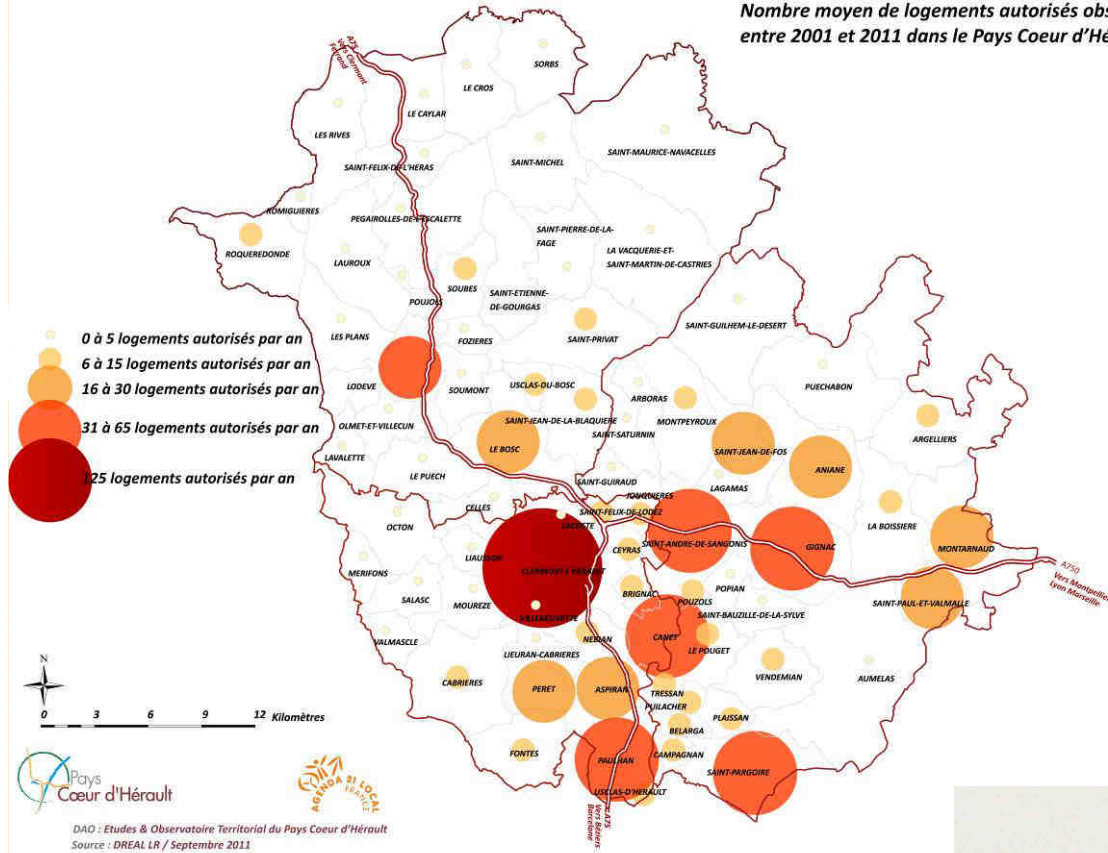 Nombre moyen de logements autorisés obs
entre 2001 et 2011 dans le Pays Coeur d'Hé
A75
Vers Clermont
Ferrand
SORBS
LE CROS
LE CAYLAR
LES RIVES
SAINT-MAURICE-NAVACELLES
SAINT-MICHEL
SAINT-FELIX-DE-L'HERAS
ROMIGUIERES
PEGAIROLLES-DE-L'ESCALETTE
SAINT-PIERRE-DE-LA-
FAGE
ROQUEREDONDE
LAUROUX
LA VACQUERIE-ET-
SAINT-MARTIN-DE-CASTRIES
SOUBES
SAINT-ETIENNE-
DE-GOURGAS
POUJOLS
SAINT-GUILHEM-LE-DESERT
LES PLANS
FOZIERES
SAINT-PRIVAT
0 à 5 logements autorisés par an
6 à 15 logements autorisés par an
16 à 30 logements autorisés par an
31 à 65 logements autorisés par an
125 logements autorisés par an
LODEVE
SOUMONT
USCLAS-DU-BOSC
ARBORAS
PUECHABON
OLMET-ET-VILLECUN
SAINT-JEAN-DE-LA-BLAQUIERE
MONTPEYROUX
SAINT-SATURNIN
ARGELLIERS
LAVALETTE
LE BOSC
SAINT-JEAN-DE-FOS
ANIANE
LE PUECH
SAINT-GUIRAUD
LAGAMAS
CELLES
JONQUIERES
SAINT-FELIX-DE-LODEZ
OCTON
LACOSTE
LA BOISSIERE
LIAUSSON
SAINT-ANDRE-DE-SANGONIS
GIGNAC
MONTARNAUD
CEYRAS
A750
Vers Montpellier
Lyon Marseille
MERIFONS
CLERMONT-L'HERAULT
SALASC
MOUREZE
BRIGNAC
POPIAN
POUZOLS
SAINT-PAUL-ET-VALMALLE
VILLENEUVETTE
SAINT-BAUZILLE-DE-LA-SYLVE
VALMASCLE
NEBIAN
CANET
LE POUGET
LIEURAN-CABRIERES
VENDEMIAN
AUMELAS
CABRIERES
PERET
ASPIRAN
TRESSAN
PUILACHER
PLAISSAN
BELARGA
FONTES
PAULHAN
CAMPAGNAN
SAINT-PARGOIRE
USCLAS-D'HERAULT
A75
Vers Béziers
Barcelone
N
0 3 6 9 12 Kilomètres
Pays
Cœur d'Hérault
AGENDA 21 LOCAL
FRANCE
DAO : Etudes & Observatoire Territorial du Pays Coeur d'Hérault
Source : DREAL LR / Septembre 2011